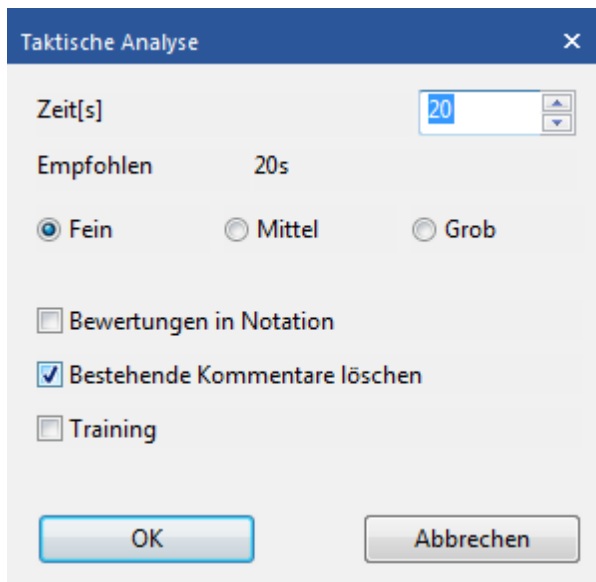 Taktische Analyse
Zeit[s] 20
Empfohlen 20s
Fein Mittel Grob
Bewertungen in Notation
Bestehende Kommentare löschen
Training
OK Abbrechen